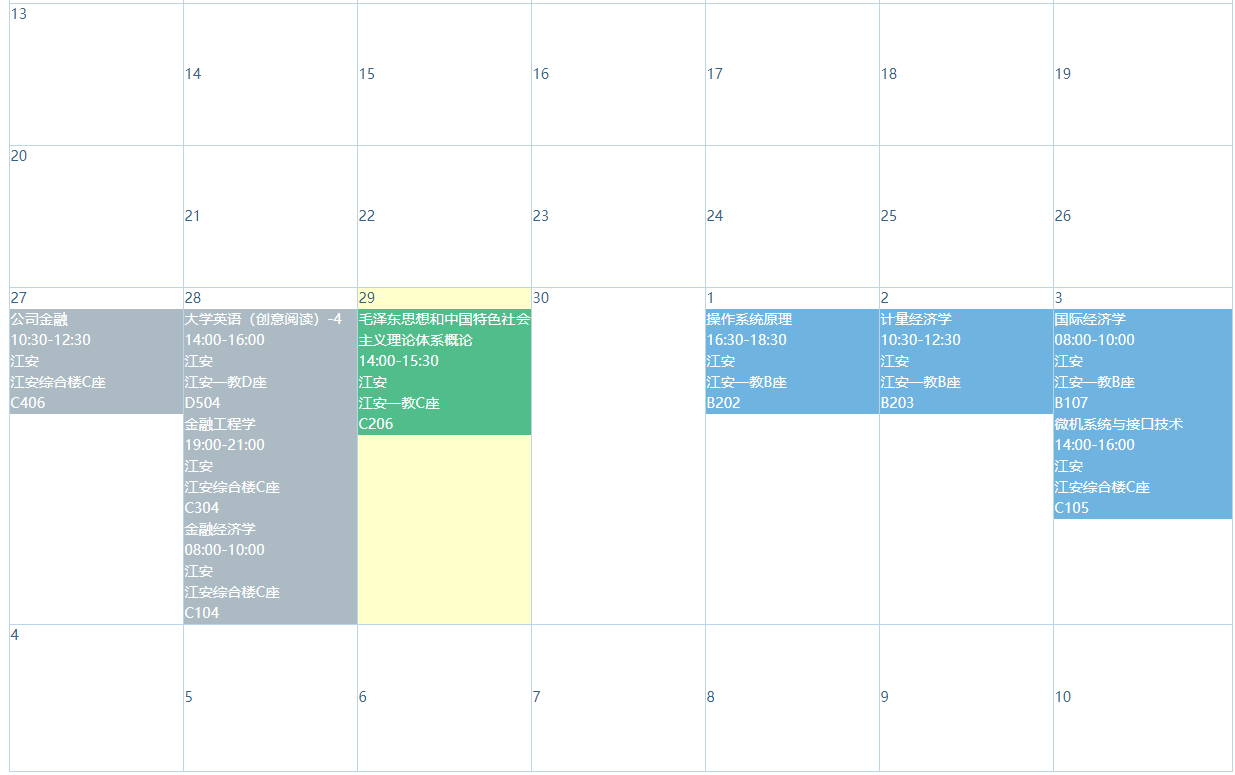 13
14
15
16
17
18
19
20
21
22
23
24
25
26
27
公司金融
10:30-12:30
江安
江安综合楼C座
C406
28
大学英语（创意阅读）-4
14:00-16:00
江安
江安一教D座
D504
金融工程学
19:00-21:00
江安
江安综合楼C座
C304
金融经济学
08:00-10:00
江安
江安综合楼C座
C104
29
毛泽东思想和中国特色社会
主义理论体系概论
14:00-15:30
江安
江安一教C座
C206
30
1
操作系统原理
16:30-18:30
江安
江安一教B座
B202
2
计量经济学
10:30-12:30
江安
江安一教B座
B203
3
国际经济学
08:00-10:00
江安
江安一教B座
B107
微机系统与接口技术
14:00-16:00
江安
江安综合楼C座
C105
4
5
6
7
8
9
10